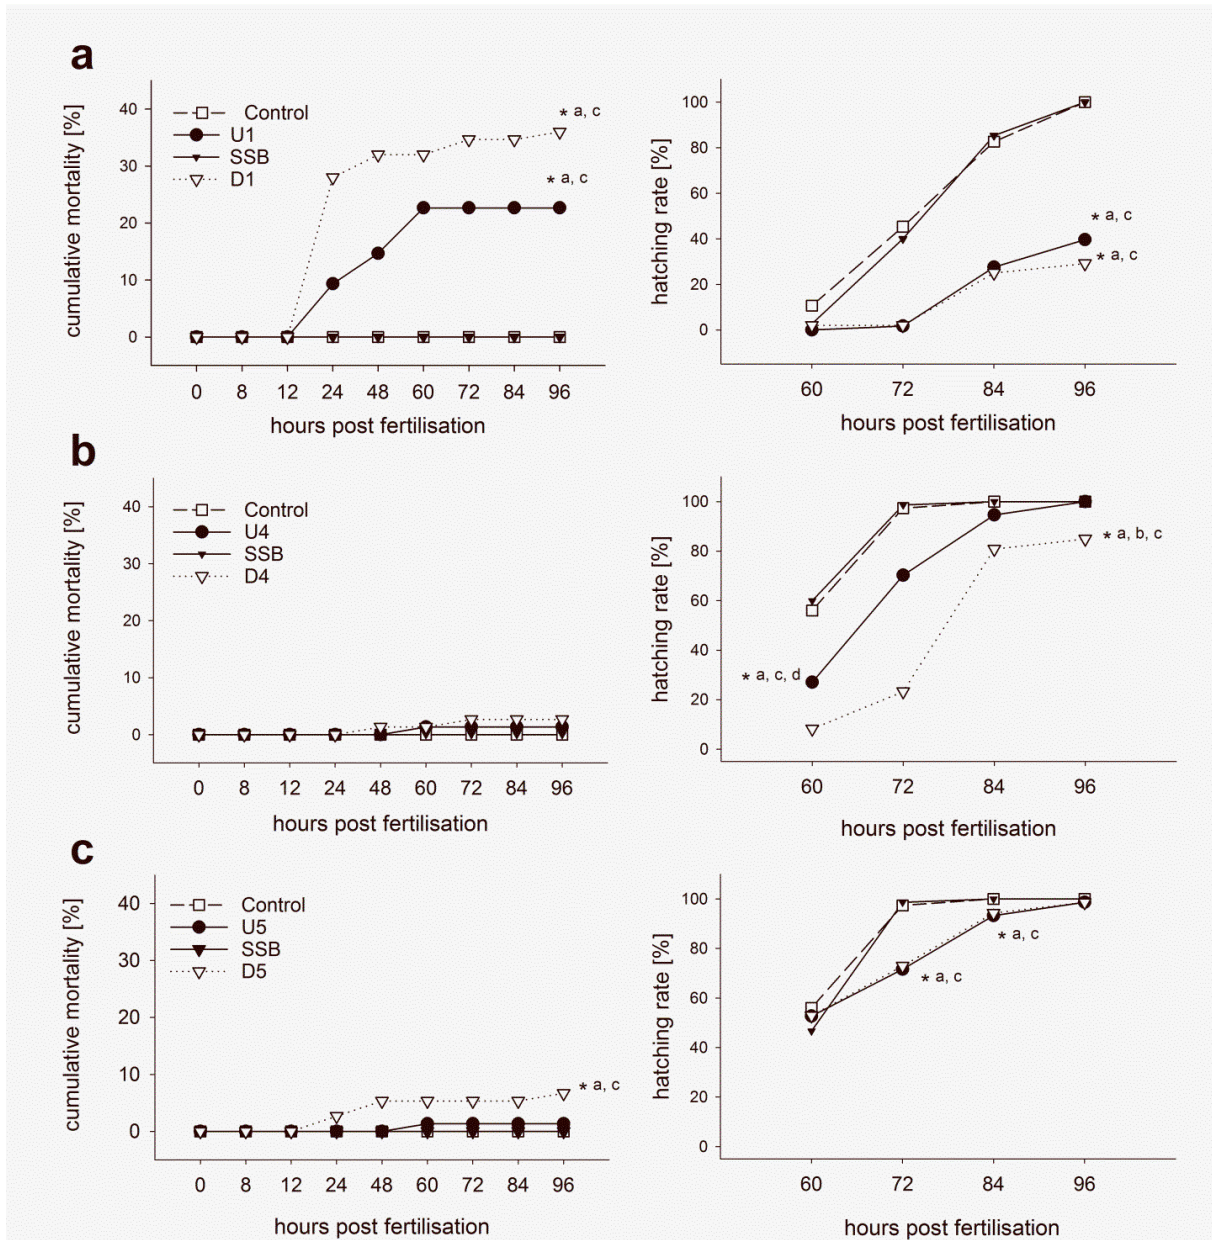 a
cumulative mortality [%]
40
30
20
10
0
Control
U1
SSB
D1
* a, c
* a, c
0 8 12 24 48 60 72 84 96
hours post fertilisation
hatching rate [%]
100
80
60
40
20
0
* a, c
* a, c
60 72 84 96
hours post fertilisation
b
cumulative mortality [%]
40
30
20
10
0
Control
U4
SSB
D4
0 8 12 24 48 60 72 84 96
hours post fertilisation
hatching rate [%]
100
80
60
40
20
0
* a, b, c
* a, c, d
60 72 84 96
hours post fertilisation
c
cumulative mortality [%]
40
30
20
10
0
Control
U5
SSB
D5
* a, c
0 8 12 24 48 60 72 84 96
hours post fertilisation
hatching rate [%]
100
80
60
40
20
0
* a, c
* a, c
60 72 84 96
hours post fertilisation